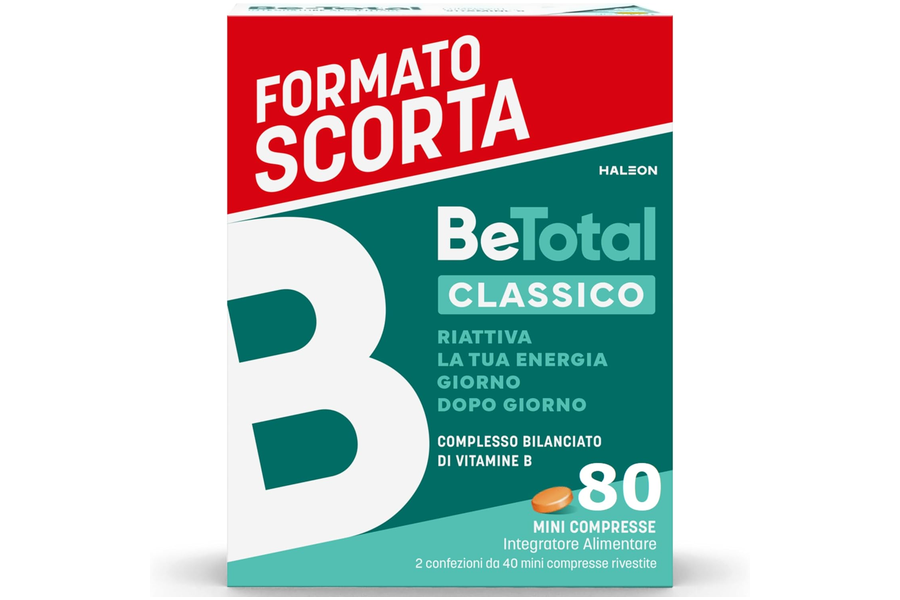 BeTotal
FORMATO
SCORTA
HALEON
BeTotal
CLASSICO
RIATTIVA
LA TUA ENERGIA
GIORNO
DOPO GIORNO
COMPLESSO BILANCIATO
DI VITAMINE B
80
MINI COMPRESSE
Integratore Alimentare
2 confezioni da 40 mini compresse rivestite
B